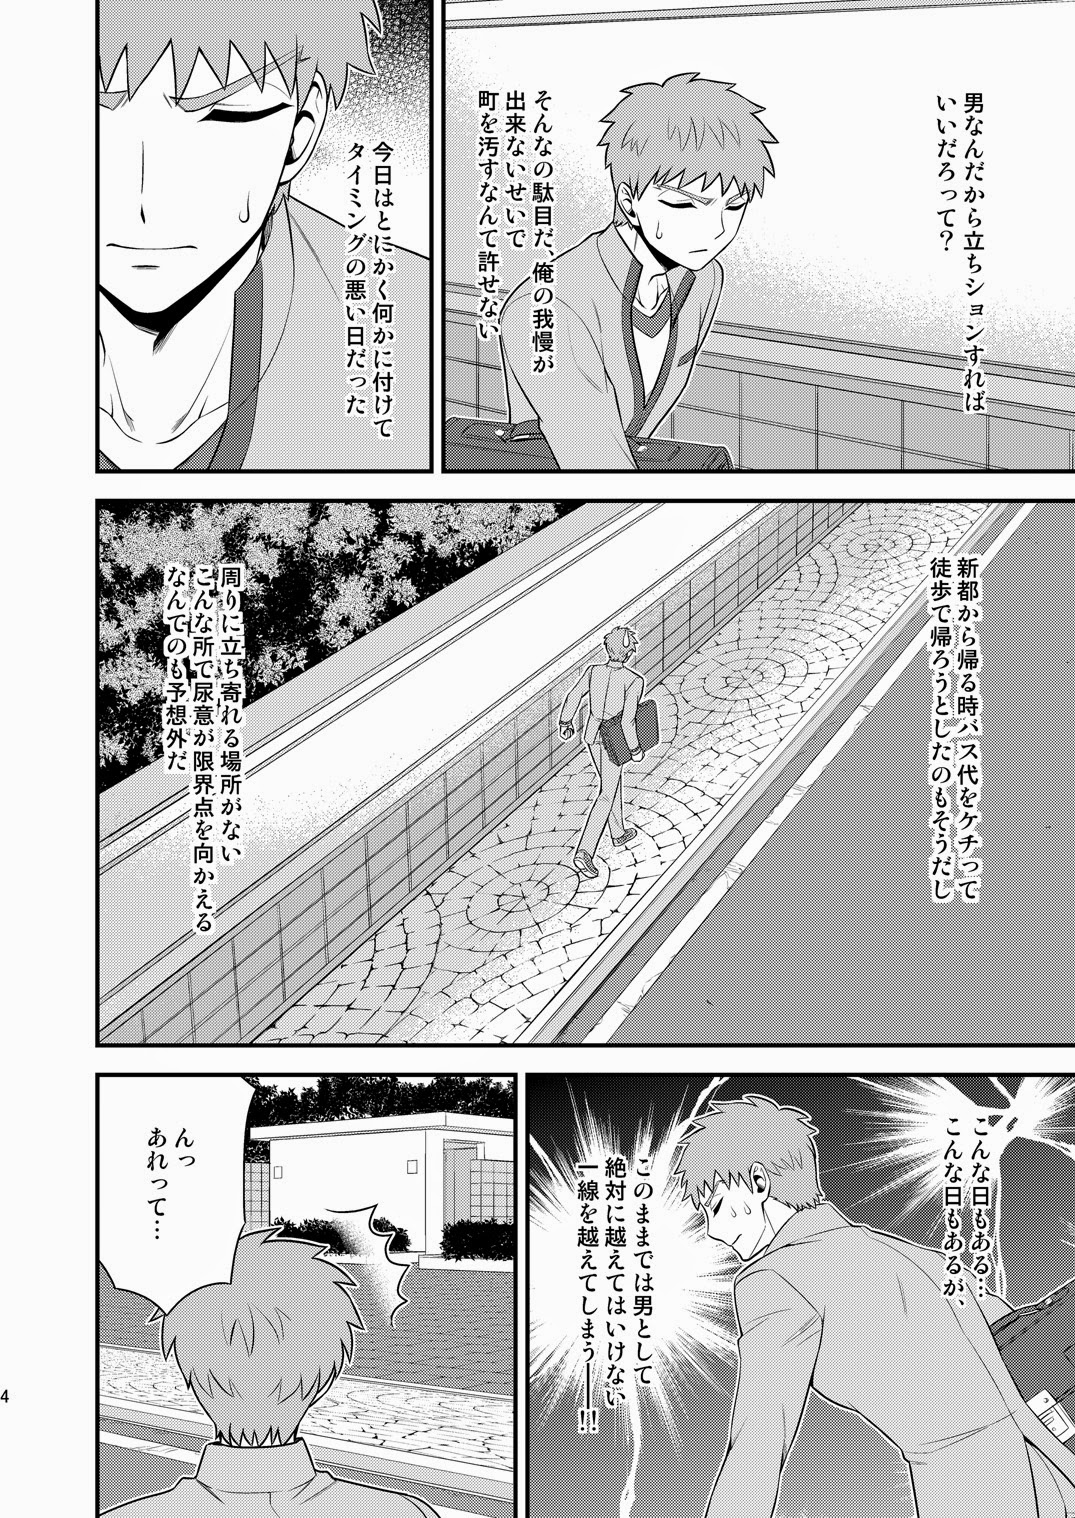 男なんだから立ちションすれば
いいだろって？
そんなの駄目だ、俺の我慢が
出来ないせいで
町を汚すなんて許せない
今日はとにかく何かに付けて
タイミングの悪い日だった
新都から帰る時バス代をケチって
徒歩で帰ろうとしたのもそうだし
周りに立ち寄れる場所がない
こんな所で尿意が限界点を向かえる
なんてのも予想外だ
こんな日もある…
こんな日もあるが、
このままでは男として
絶対に越えてはいけない
一線を越えてしまう――!!
んっ
あれって…
4